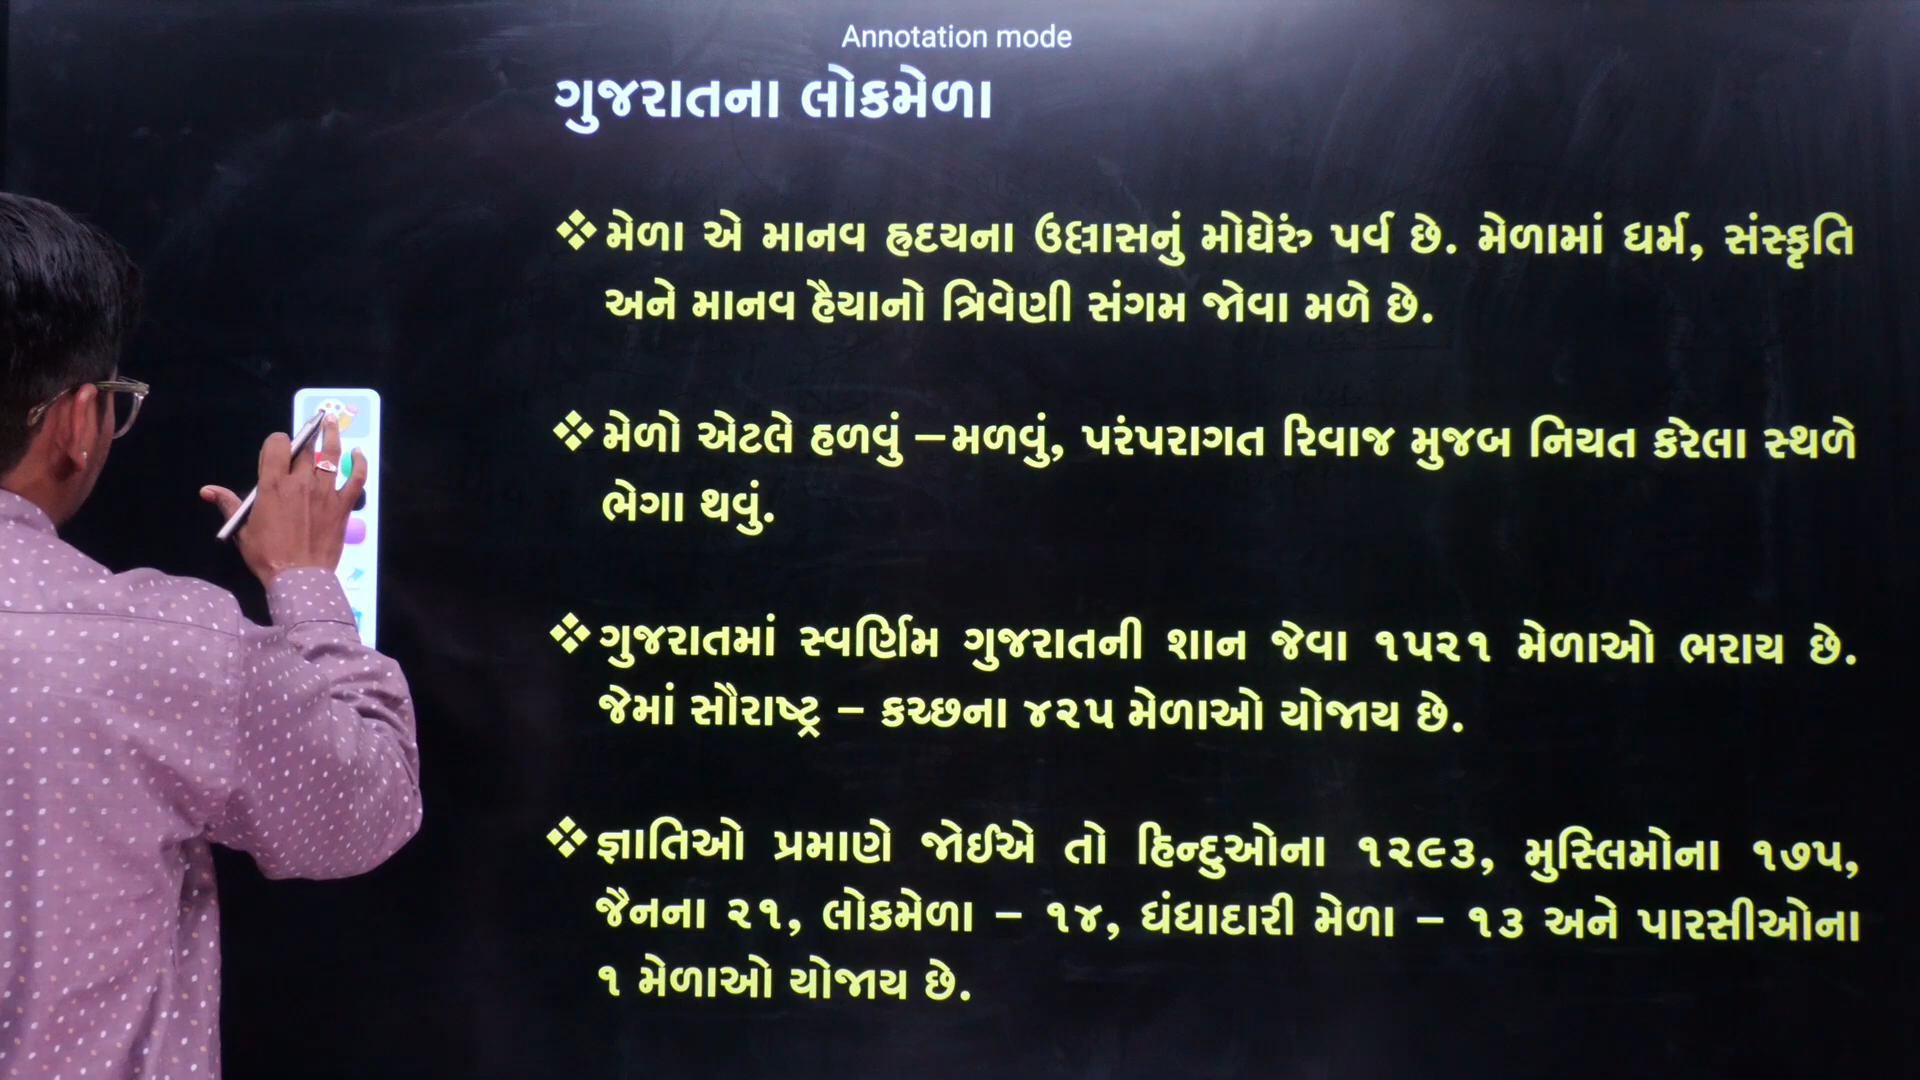 Annotation mode
ગુજરાતના લોકમેળા
❖મેળા એ માનવ હ્રદયના ઉલ્લાસનું મોઘેરું પર્વ છે. મેળામાં ધર્મ, સંસ્કૃતિ
અને માનવ હૈયાનો ત્રિવેણી સંગમ જોવા મળે છે.
❖મેળો એટલે હળવું –મળવું, પરંપરાગત રિવાજ મુજબ નિયત કરેલા સ્થળે
ભેગા થવું.
❖ગુજરાતમાં સ્વર્ણિમ ગુજરાતની શાન જેવા ૧૫૨૧ મેળાઓ ભરાય છે.
જેમાં સૌરાષ્ટ્ર – કચ્છના ૪૨૫ મેળાઓ યોજાય છે.
❖જ્ઞાતિઓ પ્રમાણે જોઈએ તો હિન્દુઓના ૧૨૯૩, મુસ્લિમોના ૧૭૫,
જૈનના ૨૧, લોકમેળા – ૧૪, ધંધાદારી મેળા – ૧૩ અને પારસીઓના
૧ મેળાઓ યોજાય છે.